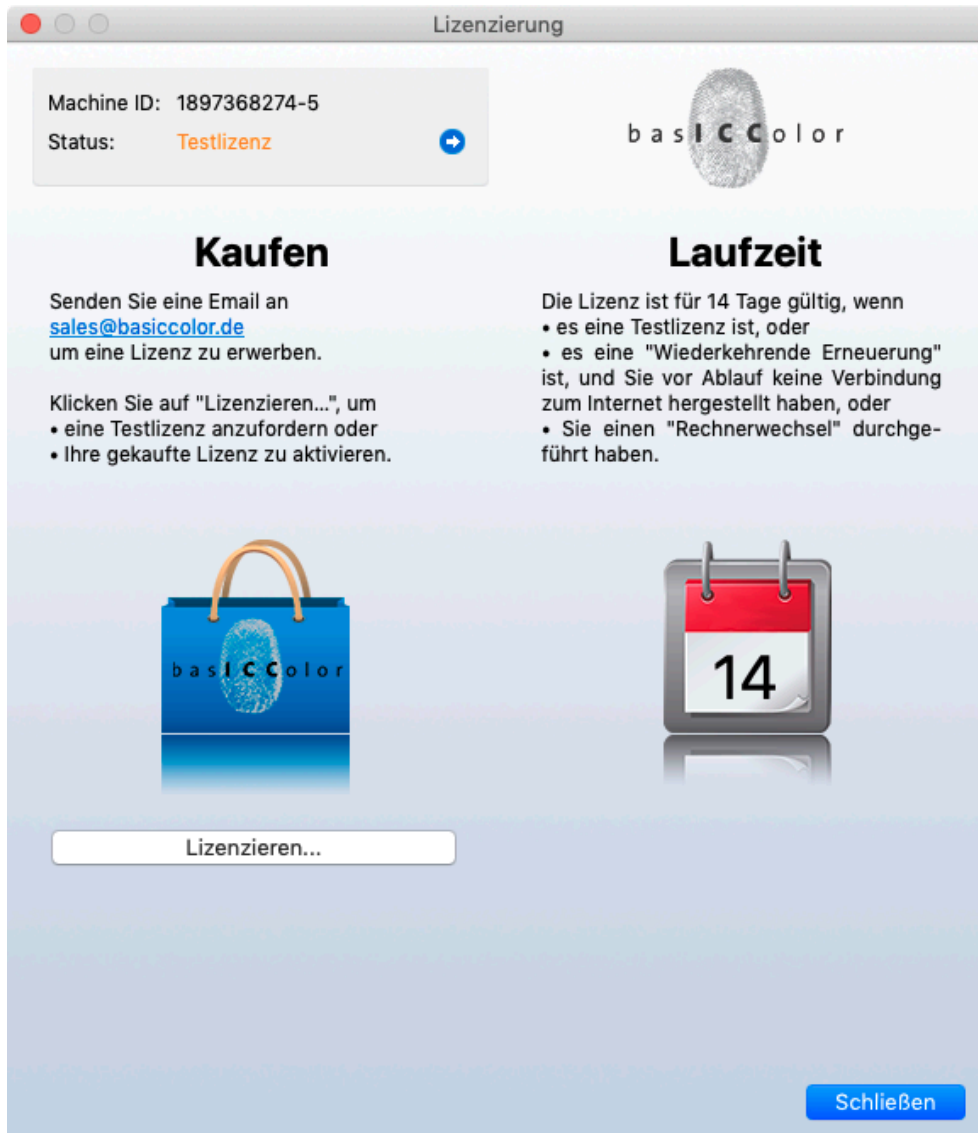 Lizenzierung
Machine ID: 1897368274-5
Status: Testlizenz
basICColor
Kaufen
Senden Sie eine Email an
sales@basiccolor.de
um eine Lizenz zu erwerben.
Klicken Sie auf "Lizenzieren...", um
• eine Testlizenz anzufordern oder
• Ihre gekaufte Lizenz zu aktivieren.
Laufzeit
Die Lizenz ist für 14 Tage gültig, wenn
• es eine Testlizenz ist, oder
• es eine "Wiederkehrende Erneuerung"
ist, und Sie vor Ablauf keine Verbindung
zum Internet hergestellt haben, oder
• Sie einen "Rechnerwechsel" durchge-
führt haben.
basICColor
14
Lizenzieren...
Schließen